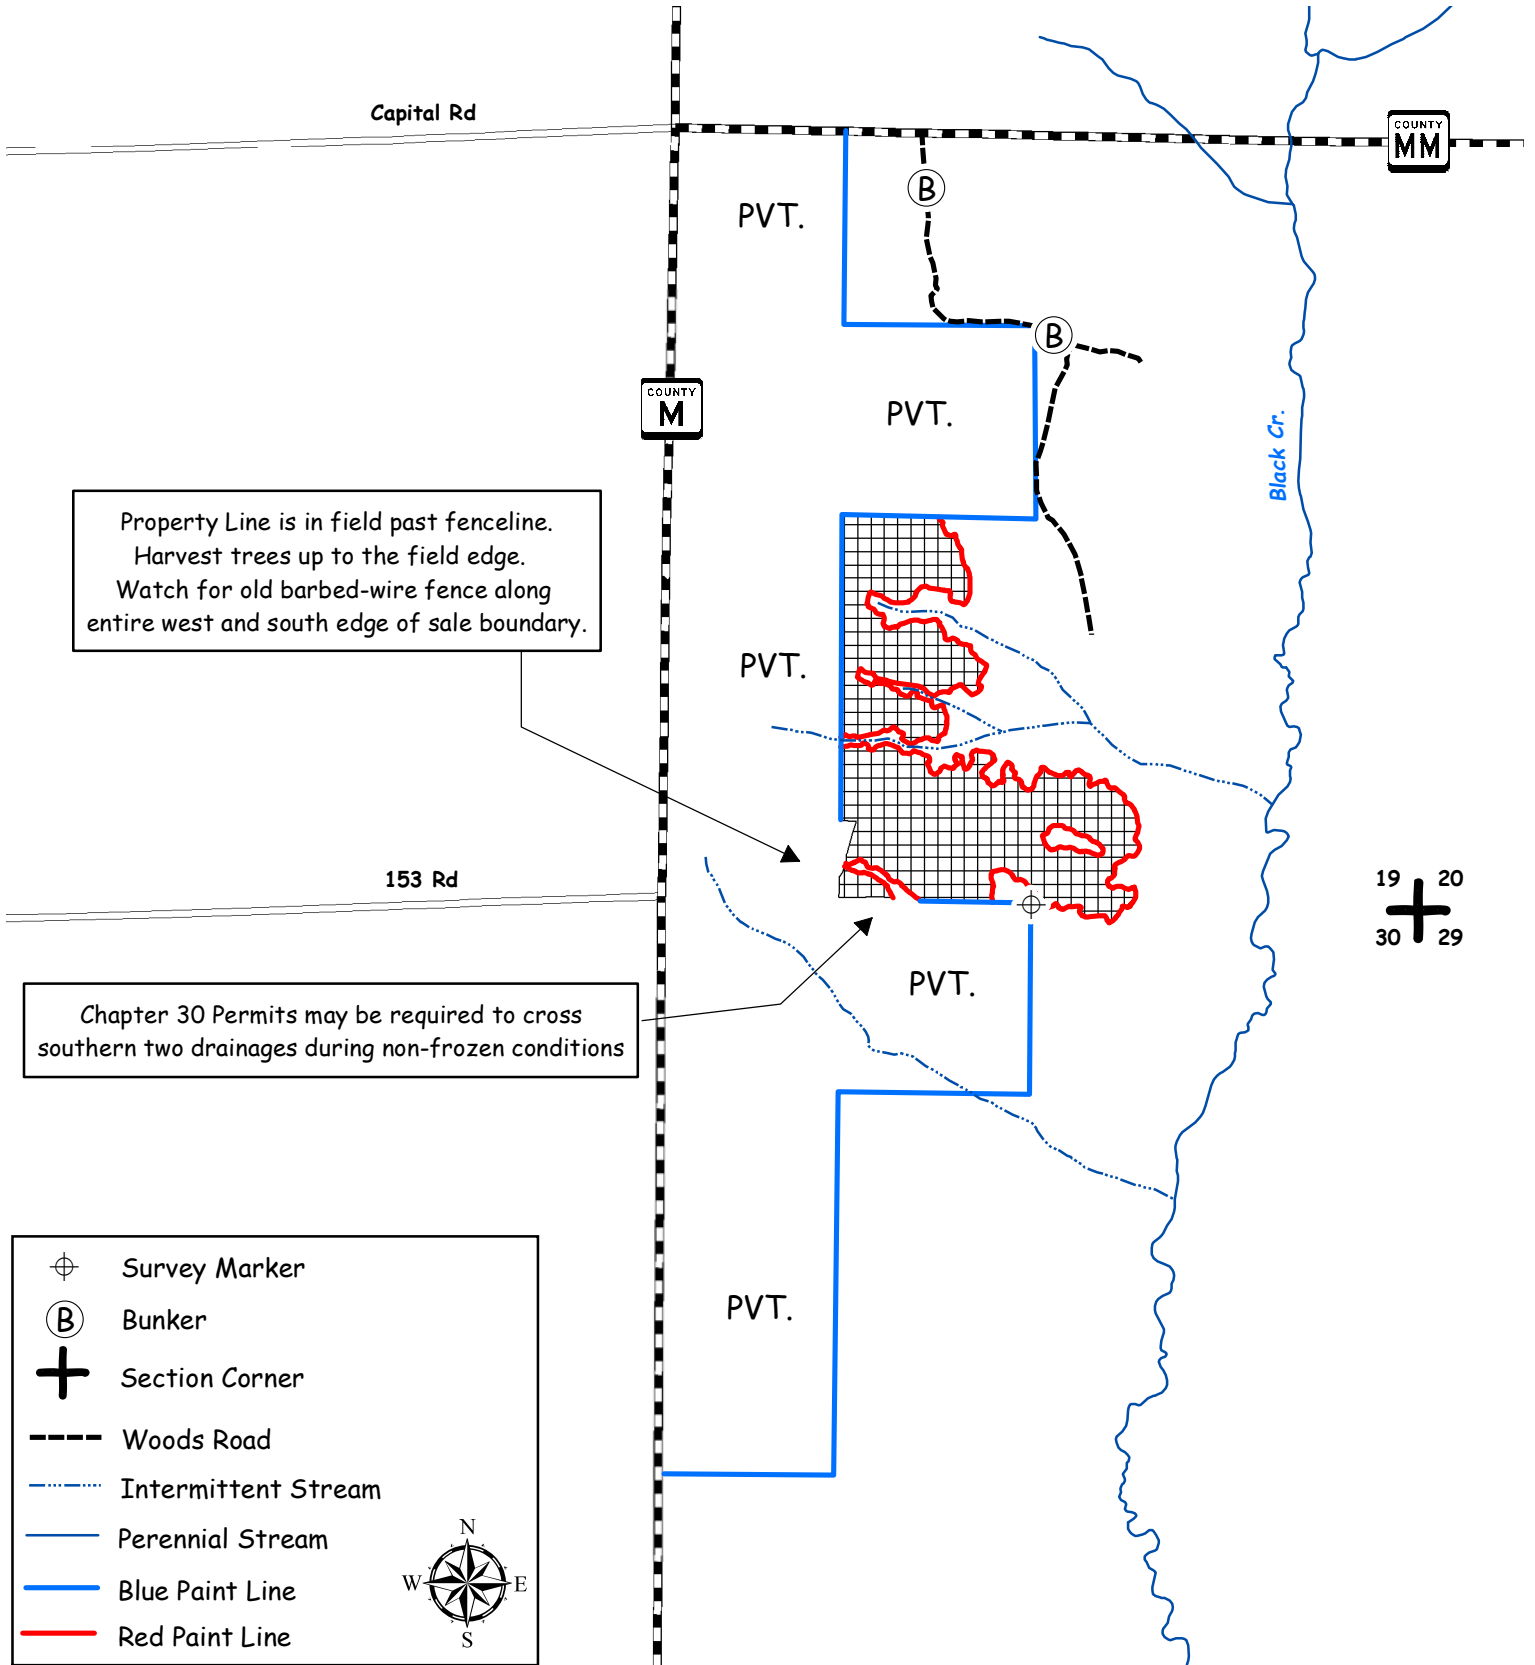 Capital Rd
COUNTY
MM
B
PVT.
B
COUNTY
M
PVT.
Black Cr.
Property Line is in field past fenceline.
Harvest trees up to the field edge.
Watch for old barbed-wire fence along
entire west and south edge of sale boundary.
PVT.
153 Rd
19 20
30 29
PVT.
Chapter 30 Permits may be required to cross
southern two drainages during non-frozen conditions
PVT.
Survey Marker
B Bunker
Section Corner
Woods Road
Intermittent Stream
Perennial Stream
Blue Paint Line
Red Paint Line
N
W E
S